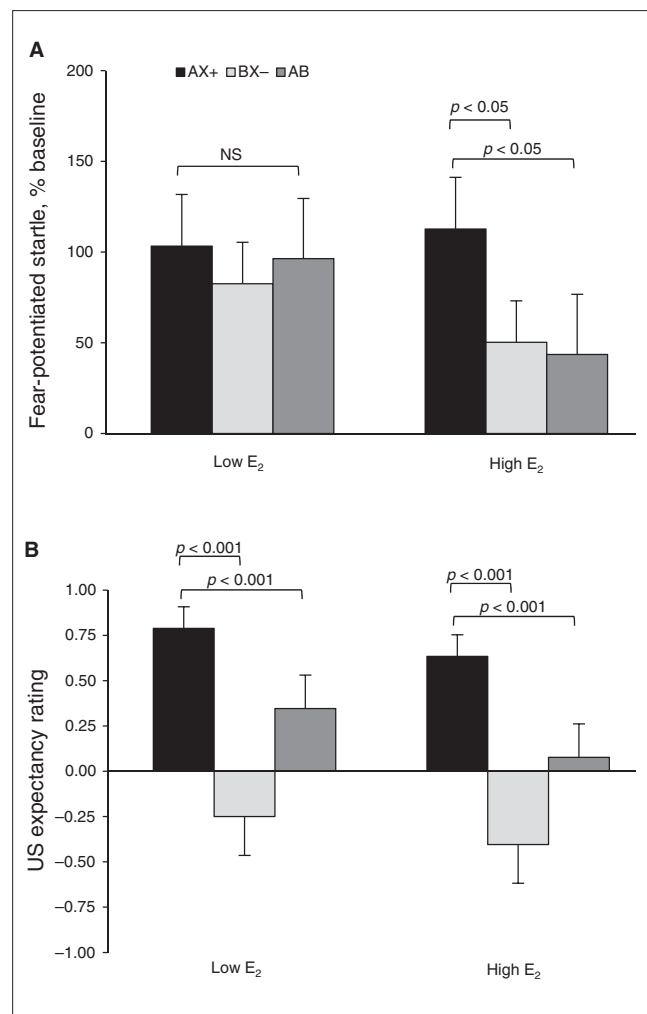 A
Fear-potentiated startle, % baseline
200
150
100
50
0
AX+ BX– AB
NS
p < 0.05
p < 0.05
Low E₂ High E₂
B
US expectancy rating
1.00
0.75
0.50
0.25
0.00
–0.25
–0.50
–0.75
–1.00
p < 0.001
p < 0.001
p < 0.001
p < 0.001
Low E₂ High E₂